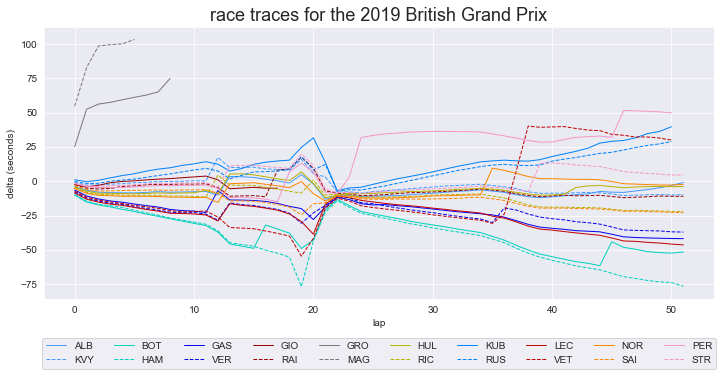 race traces for the 2019 British Grand Prix
100
75
50
25
0
−25
−50
−75
delta (seconds)
0 10 20 30 40 50
lap
ALB BOT GAS GIO GRO HUL KUB LEC NOR PER
KVY HAM VER RAI MAG RIC RUS VET SAI STR